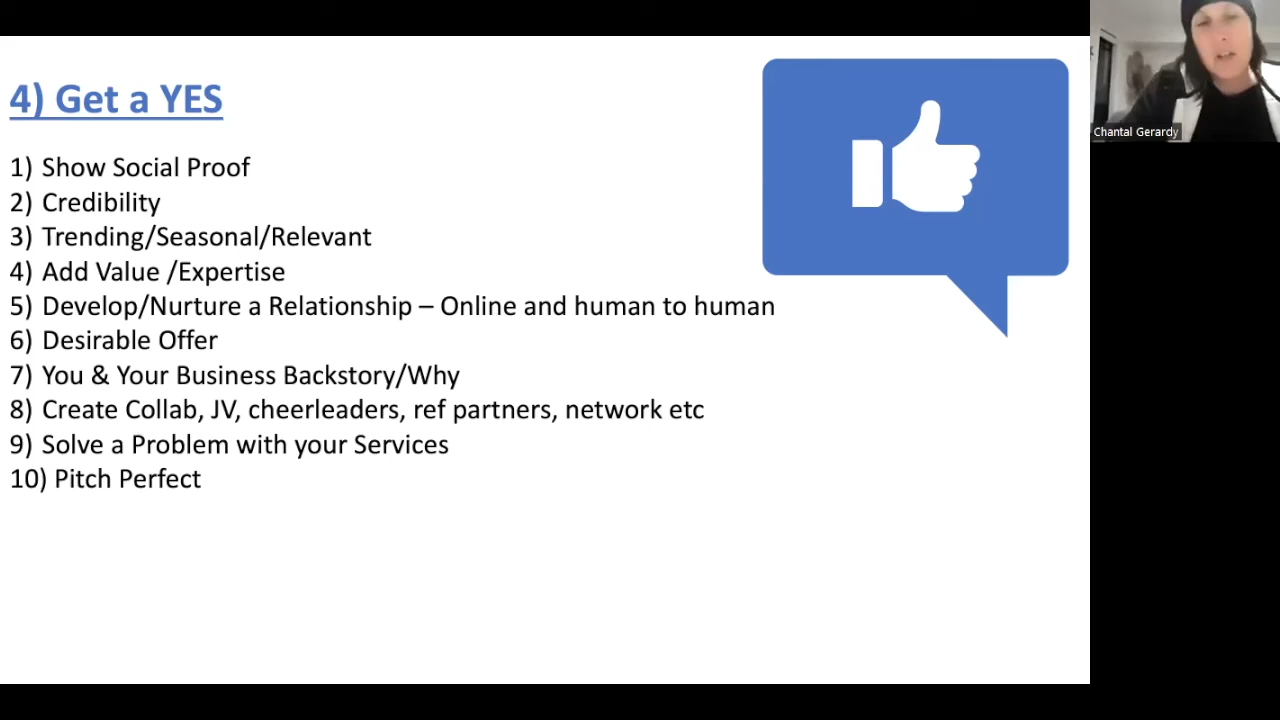 4) Get a YES
1) Show Social Proof
2) Credibility
3) Trending/Seasonal/Relevant
4) Add Value /Expertise
5) Develop/Nurture a Relationship – Online and human to human
6) Desirable Offer
7) You & Your Business Backstory/Why
8) Create Collab, JV, cheerleaders, ref partners, network etc
9) Solve a Problem with your Services
10) Pitch Perfect
Chantal Gerardy